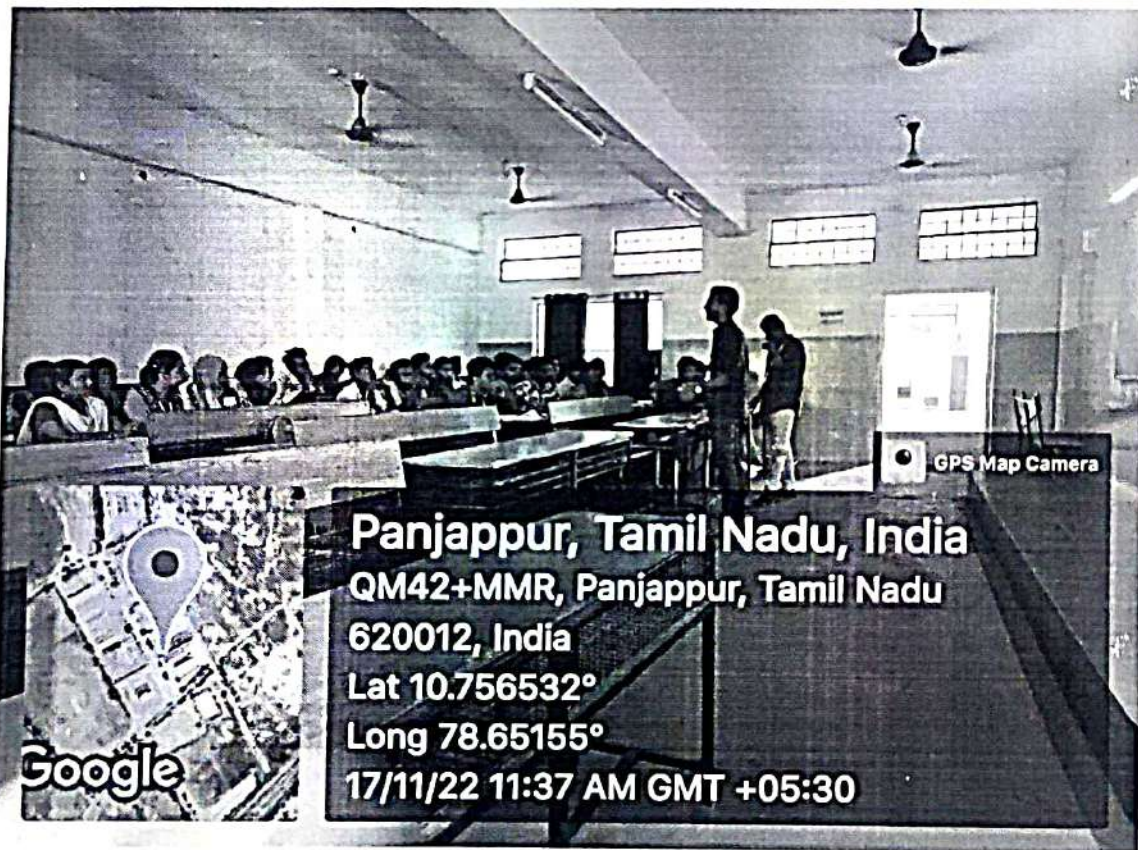 GPS Map Camera
Panjappur, Tamil Nadu, India
QM42+MMR, Panjappur, Tamil Nadu
620012, India
Lat 10.756532°
Long 78.65155°
17/11/22 11:37 AM GMT +05:30
Google